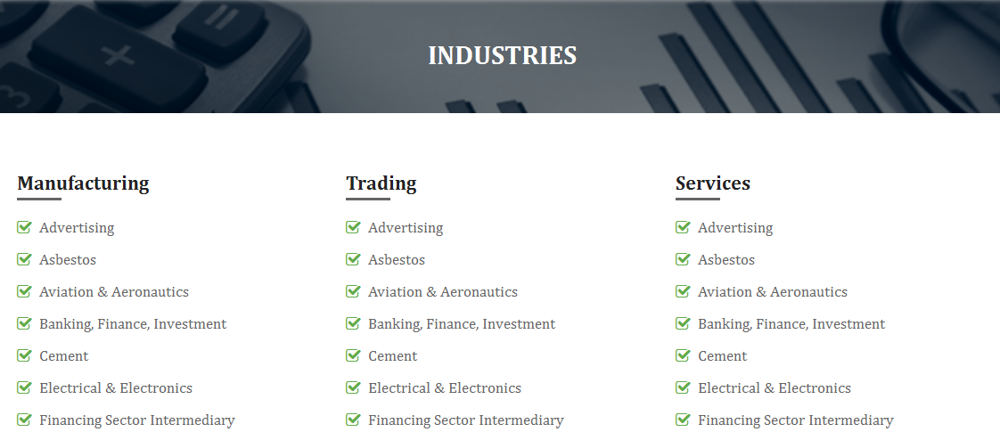 INDUSTRIES
Manufacturing
Advertising
Asbestos
Aviation & Aeronautics
Banking, Finance, Investment
Cement
Electrical & Electronics
Financing Sector Intermediary
Trading
Advertising
Asbestos
Aviation & Aeronautics
Banking, Finance, Investment
Cement
Electrical & Electronics
Financing Sector Intermediary
Services
Advertising
Asbestos
Aviation & Aeronautics
Banking, Finance, Investment
Cement
Electrical & Electronics
Financing Sector Intermediary